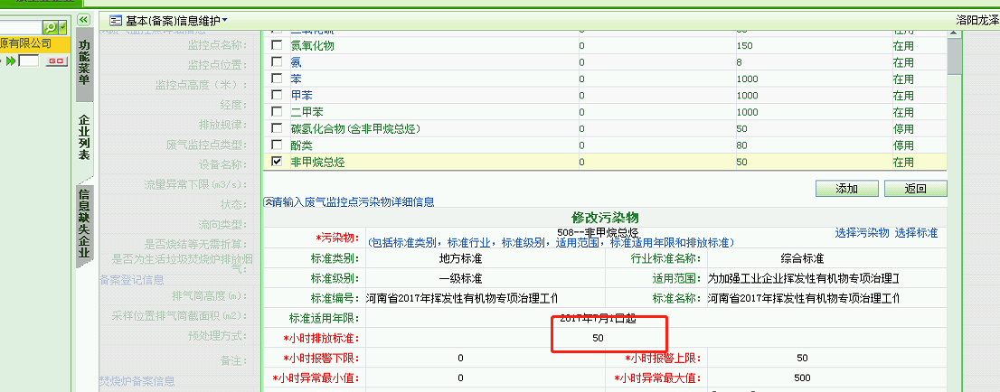 基本(备案)信息维护
洛阳龙泽
源有限公司
GO
功能菜单
企业列表
信息缺失企业
监控点名称:
监控点位置:
监控点高度（米）:
经度:
排放规律:
废气监控点类型:
设备名称:
流量异常下限(m3/s):
状态:
流向类型:
是否烧结等无需折算:
是否为生活垃圾焚烧炉排放烟
气:
备案登记信息
排气筒高度(m):
采样位置排气筒截面积(m2):
预处理方式:
备注:
焚烧炉备案信息
氮氧化物 0 150 在用
氨 0 8 在用
苯 0 1000 在用
甲苯 0 1000 在用
二甲苯 0 1000 在用
碳氢化合物(含非甲烷总烃) 0 50 停用
酚类 0 80 停用
非甲烷总烃 0 50 在用
添加 返回
请输入废气监控点污染物详细信息
修改污染物
*污染物: 508--非甲烷总烃 选择污染物 选择标准
(包括标准类别，标准行业，标准级别，适用范围，标准适用年限和排放标准)
标准类别: 地方标准 行业标准名称: 综合标准
标准级别: 一级标准 适用范围: 为加强工业企业挥发性有机物专项治理工
标准编号: 河南省2017年挥发性有机物专项治理工作 标准名称: 河南省2017年挥发性有机物专项治理工
标准适用年限: 2017年7月1日起
*小时排放标准: 50
*小时报警下限: 0 *小时报警上限: 50
*小时异常最小值: 0 *小时异常最大值: 500